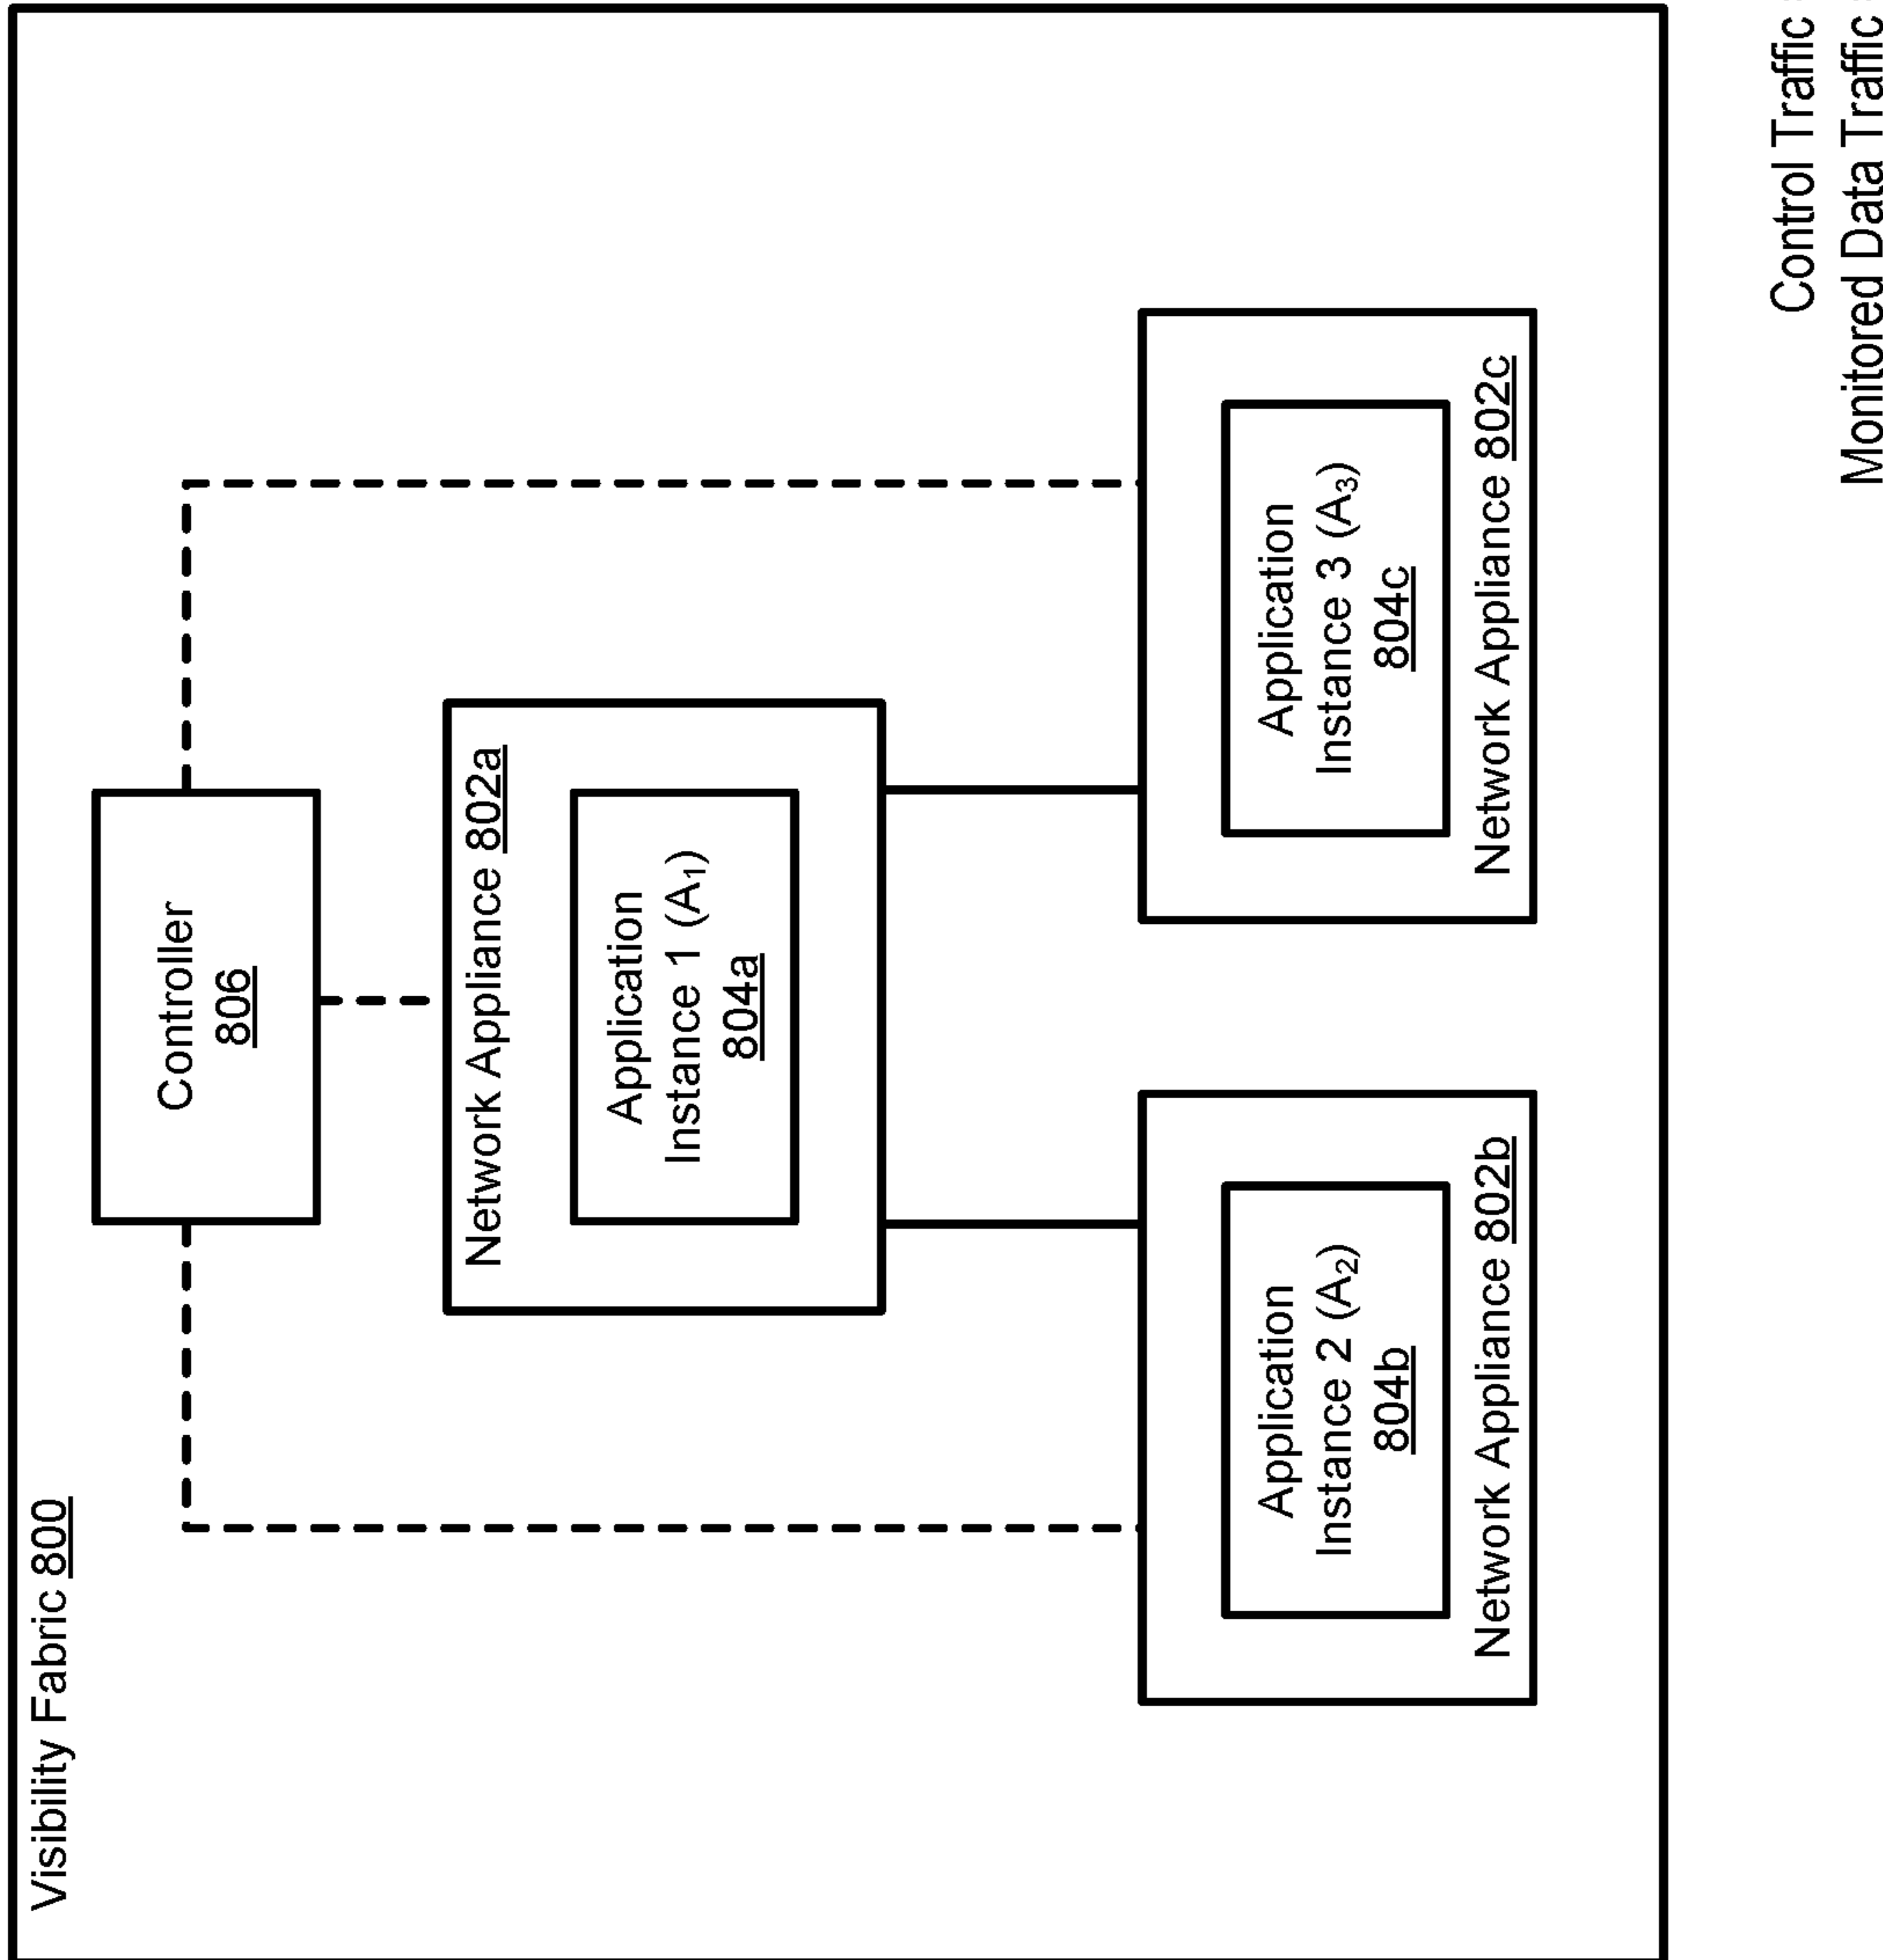 Visibility Fabric 800
Controller
806
Network Appliance 802a
Application
Instance 1 (A₁)
804a
Application
Instance 2 (A₂)
804b
Network Appliance 802b
Application
Instance 3 (A₃)
804c
Network Appliance 802c
Control Traffic
Monitored Data Traffic